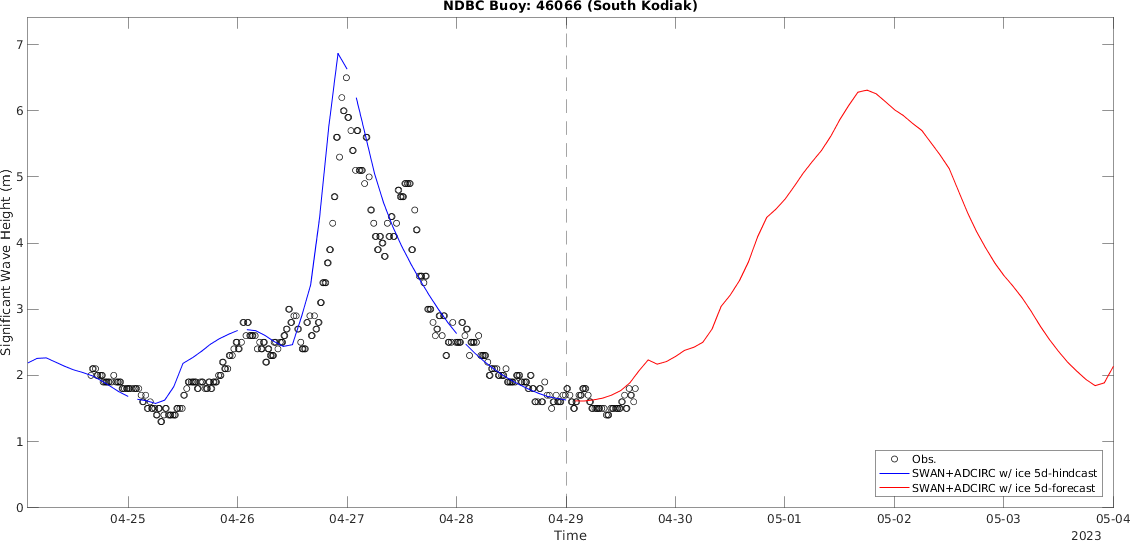 NDBC Buoy: 46066 (South Kodiak)
Significant Wave Height (m)
7
6
5
4
3
2
1
0
Obs.
SWAN+ADCIRC w/ ice 5d-hindcast
SWAN+ADCIRC w/ ice 5d-forecast
04-25 04-26 04-27 04-28 04-29 04-30 05-01 05-02 05-03 05-04
Time
2023